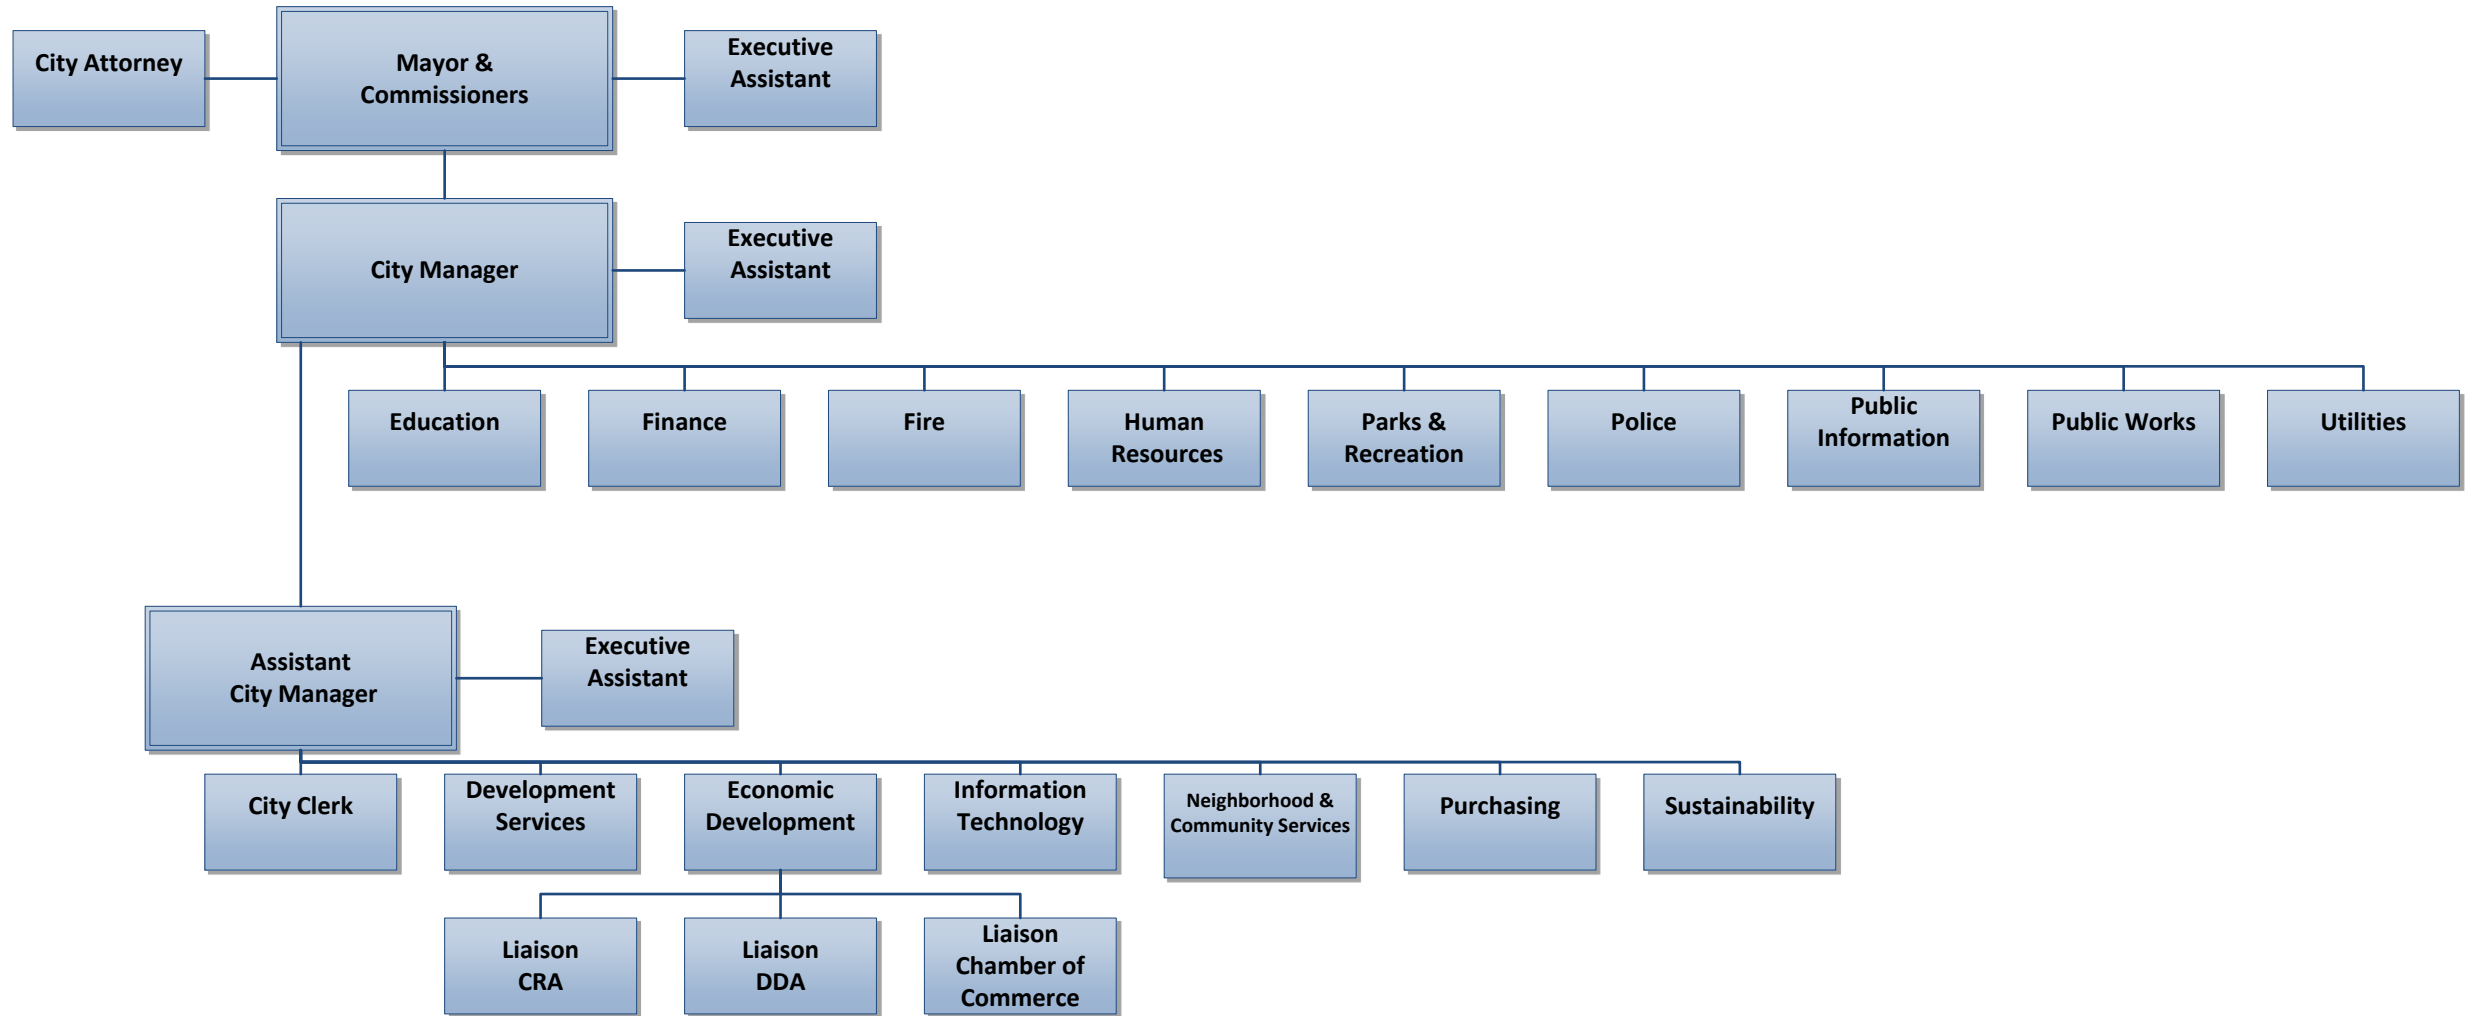 City Attorney
Mayor &
Commissioners
Executive
Assistant
City Manager
Executive
Assistant
Education
Finance
Fire
Human
Resources
Parks &
Recreation
Police
Public
Information
Public Works
Utilities
Assistant
City Manager
Executive
Assistant
City Clerk
Development
Services
Economic
Development
Information
Technology
Neighborhood &
Community Services
Purchasing
Sustainability
Liaison
CRA
Liaison
DDA
Liaison
Chamber of
Commerce